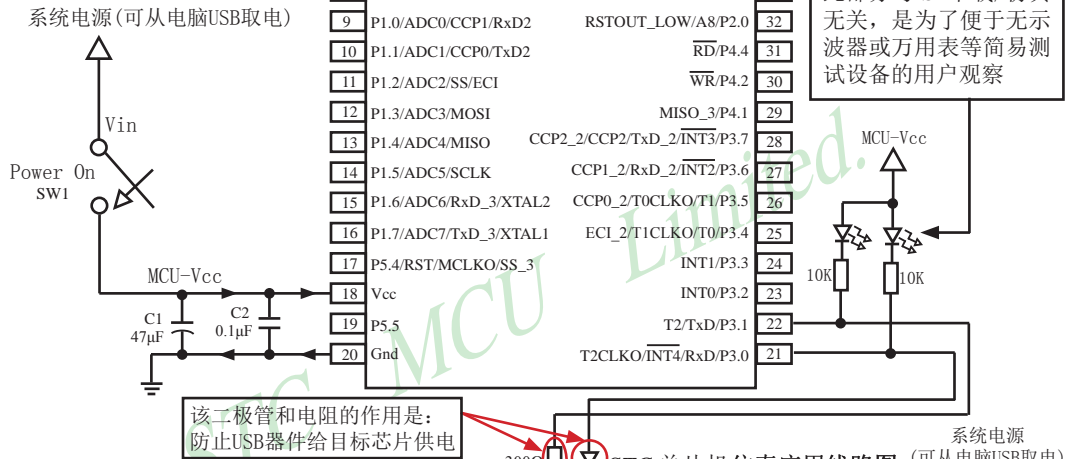 系统电源(可从电脑USB取电)
Vin
Power On
SW1
MCU-Vcc
C1
47μF
C2
0.1μF
9 P1.0/ADC0/CCP1/RxD2
10 P1.1/ADC1/CCP0/TxD2
11 P1.2/ADC2/SS/ECI
12 P1.3/ADC3/MOSI
13 P1.4/ADC4/MISO
14 P1.5/ADC5/SCLK
15 P1.6/ADC6/RxD_3/XTAL2
16 P1.7/ADC7/TxD_3/XTAL1
17 P5.4/RST/MCLKO/SS_3
18 Vcc
19 P5.5
20 Gnd
RSTOUT_LOW/A8/P2.0 32
RD/P4.4 31
WR/P4.2 30
MISO_3/P4.1 29
CCP2_2/CCP2/TxD_2/INT3/P3.7 28
CCP1_2/RxD_2/INT2/P3.6 27
CCP0_2/T0CLKO/T1/P3.5 26
ECI_2/T1CLKO/T0/P3.4 25
INT1/P3.3 24
INT0/P3.2 23
T2/TxD/P3.1 22
T2CLKO/INT4/RxD/P3.0 21
无关，是为了便于无示
波器或万用表等简易测
试设备的用户观察
MCU-Vcc
10K
10K
STC MCU Limited.
该二极管和电阻的作用是：
防止USB器件给目标芯片供电
系统电源